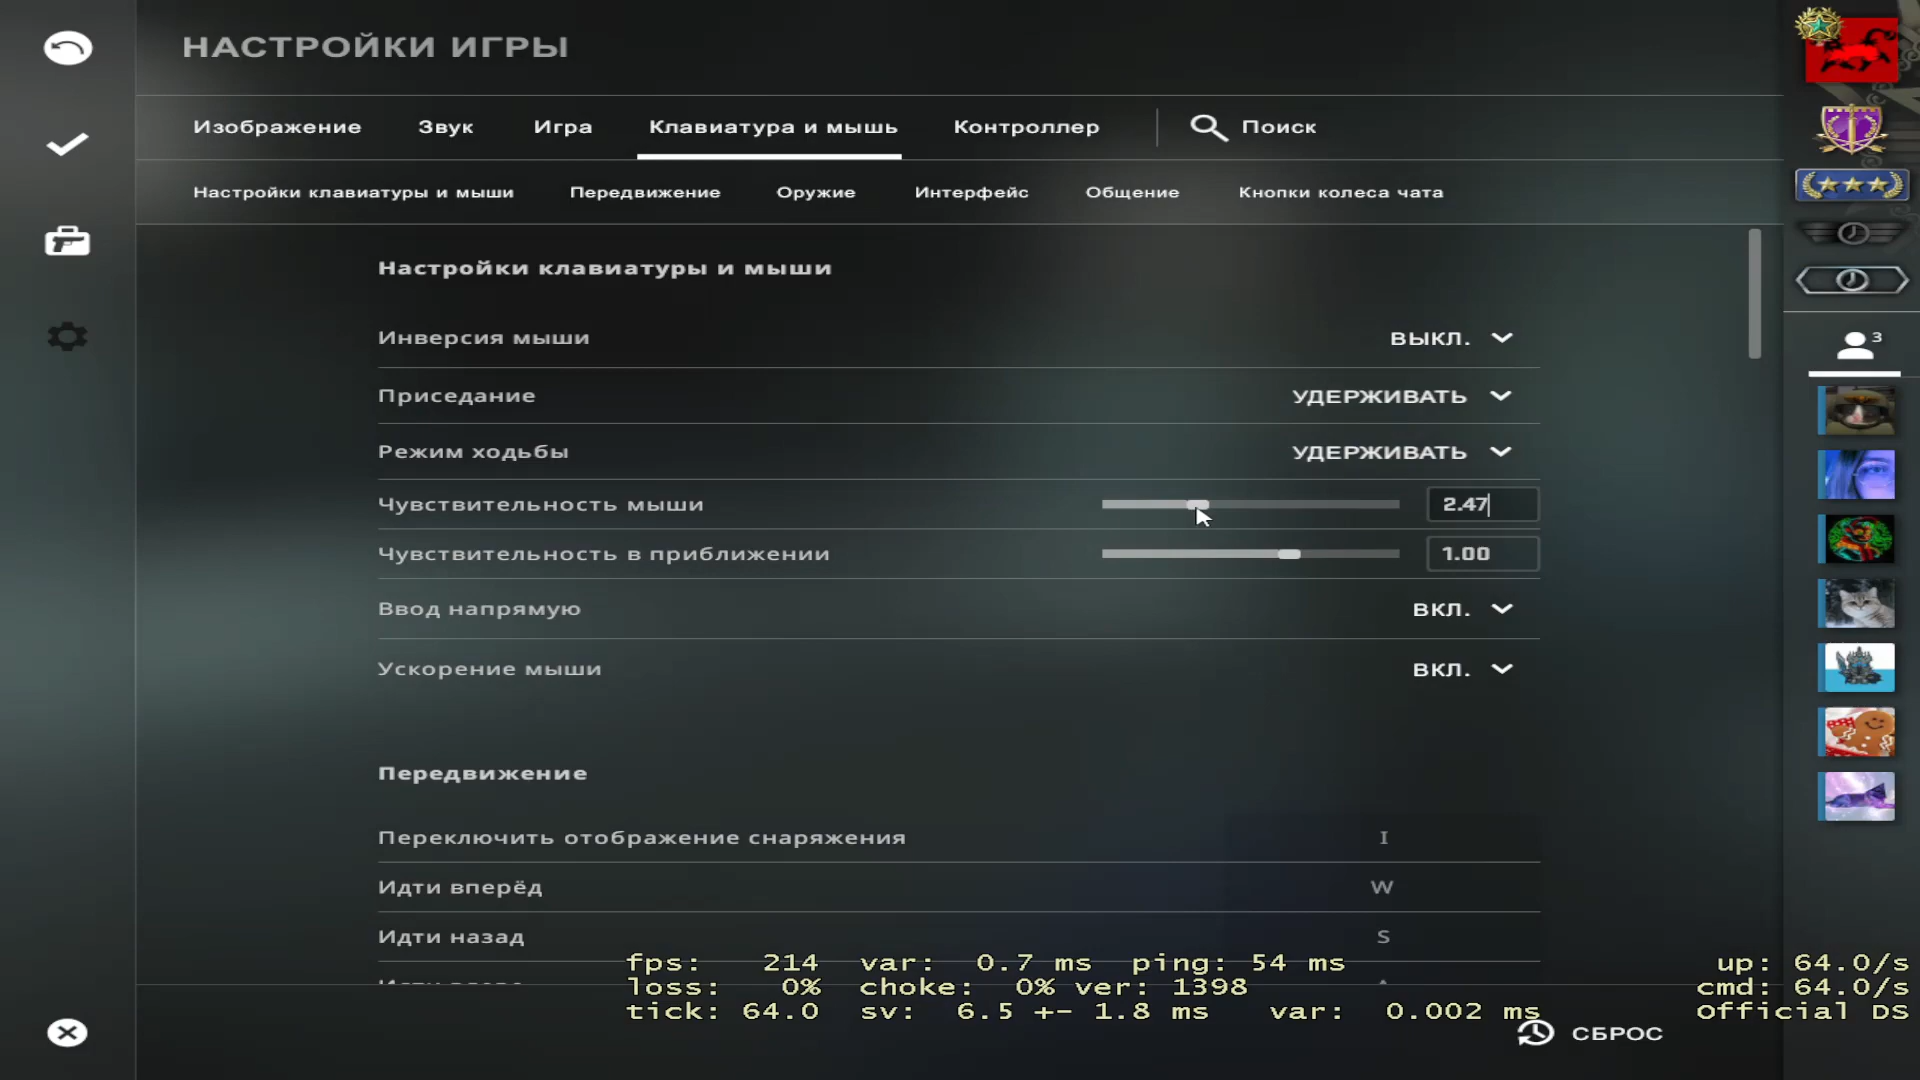 НАСТРОЙКИ ИГРЫ
Изображение Звук Игра Клавиатура и мышь Контроллер Поиск
Настройки клавиатуры и мыши Передвижение Оружие Интерфейс Общение Кнопки колеса чата
Настройки клавиатуры и мыши
Инверсия мыши ВЫКЛ.
3
Приседание УДЕРЖИВАТЬ
Режим ходьбы УДЕРЖИВАТЬ
Чувствительность мыши 2.47
Чувствительность в приближении 1.00
Ввод напрямую ВКЛ.
Ускорение мыши ВКЛ.
Передвижение
Переключить отображение снаряжения I
Идти вперёд W
Идти назад S
fps: 214 var: 0.7 ms ping: 54 ms up: 64.0/s
loss: 0% choke: 0% ver: 1398 cmd: 64.0/s
tick: 64.0 sv: 6.5 +- 1.8 ms var: 0.002 ms Official DS
СБРОС